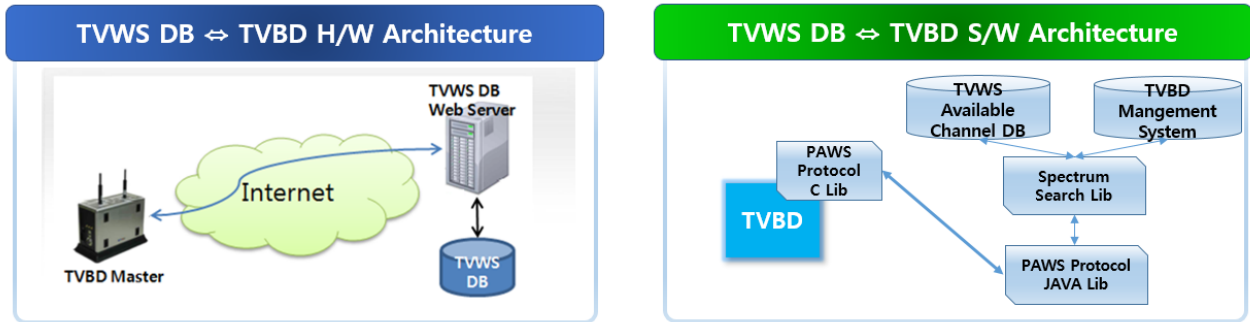 TVWS DB ⇔ TVBD H/W Architecture
TVWS DB
Web Server
Internet
TVBD Master
TVWS
DB
TVWS DB ⇔ TVBD S/W Architecture
TVWS
Available
Channel DB
TVBD
Mangement
System
PAWS
Protocol
C Lib
Spectrum
Search Lib
TVBD
PAWS Protocol
JAVA Lib